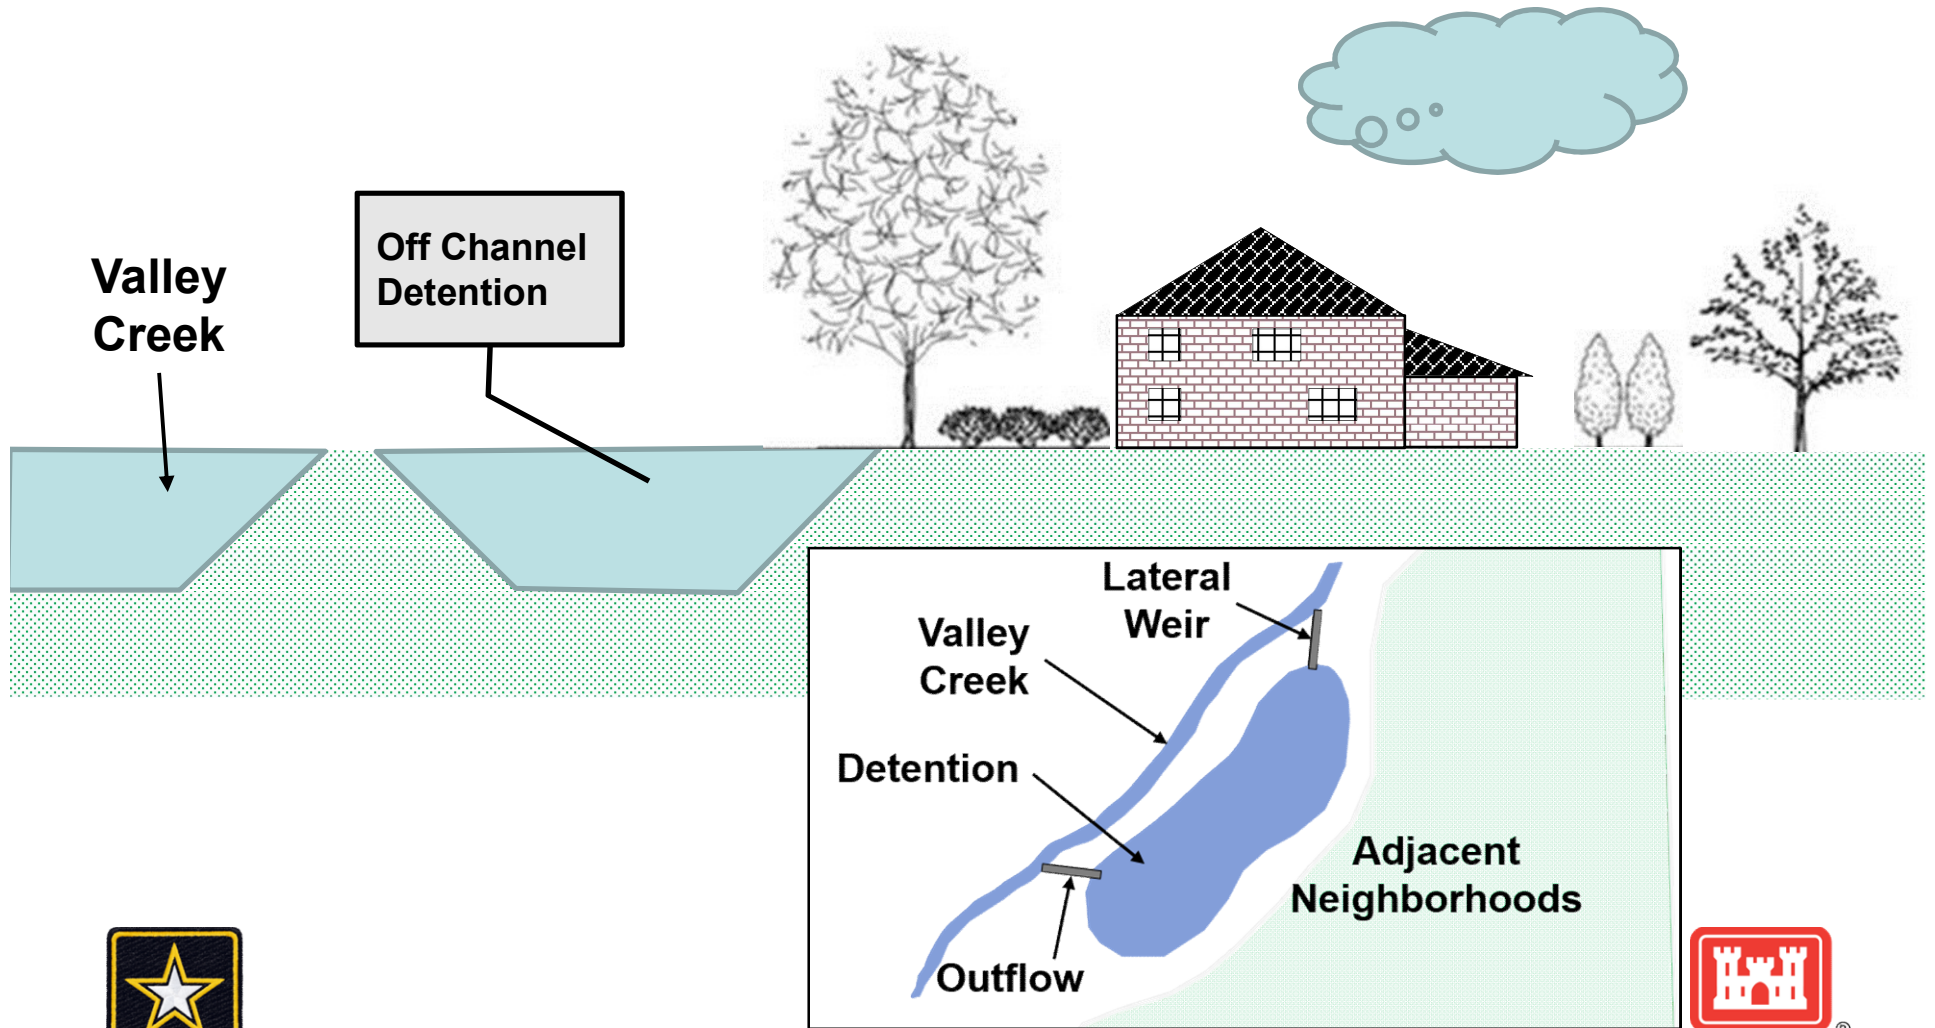 Valley
Creek
Off Channel
Detention
Lateral
Weir
Valley
Creek
Detention
Adjacent
Neighborhoods
Outflow
®